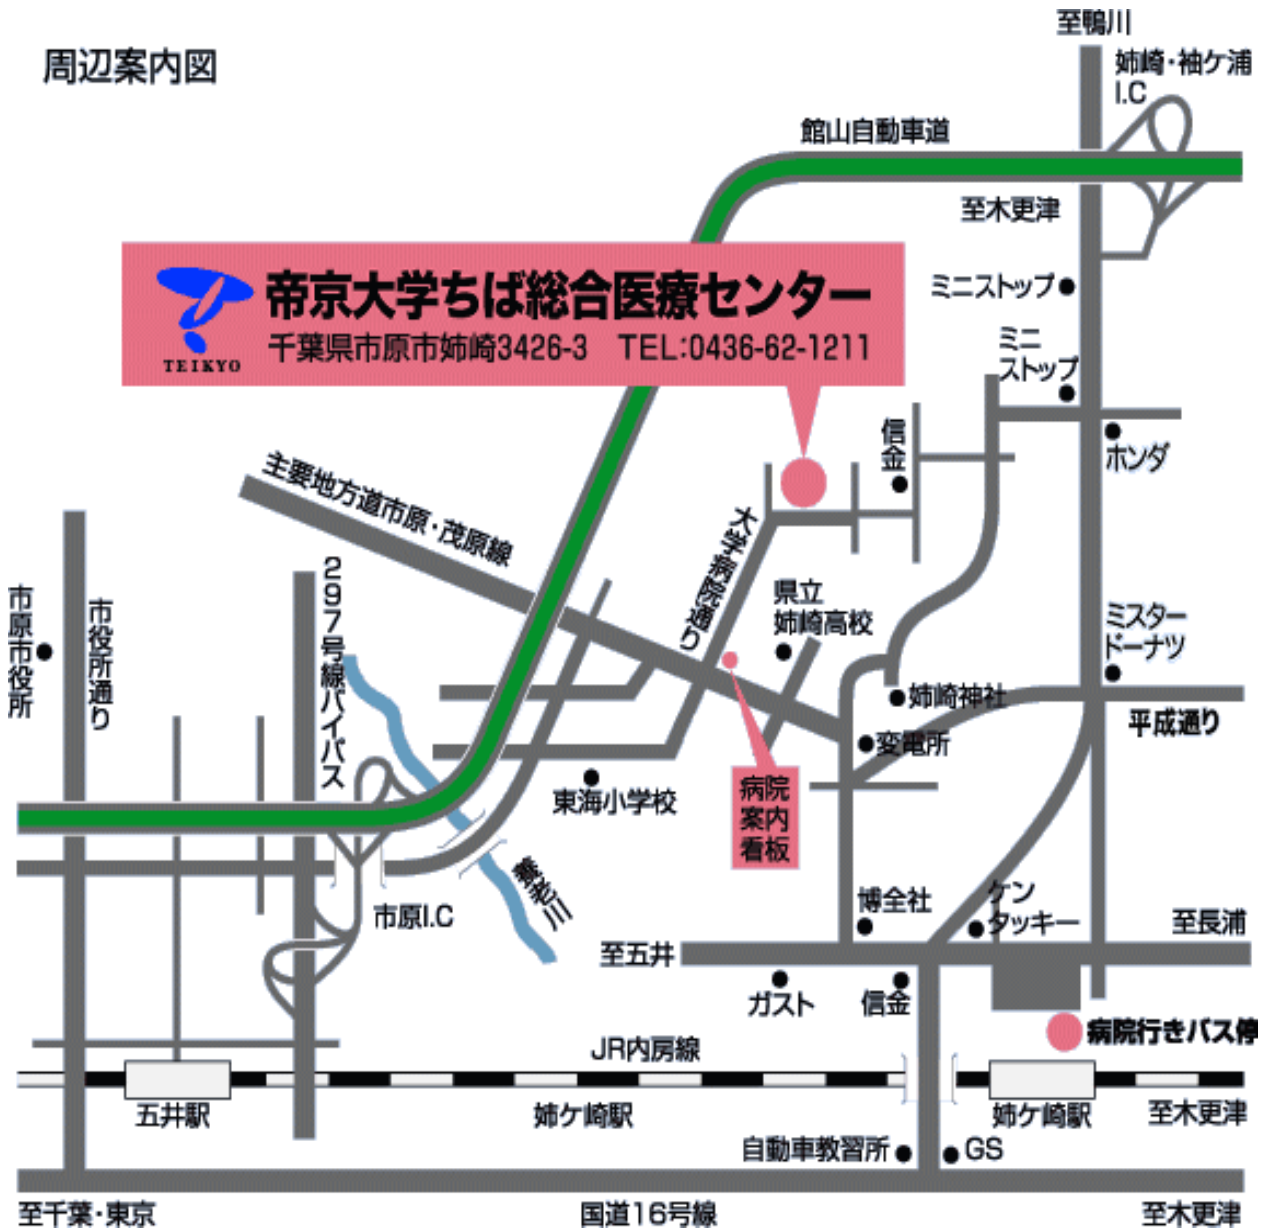 至鴨川
周辺案内図
姉崎・袖ケ浦
I.C
館山自動車道
至木更津
帝京大学ちば総合医療センター
千葉県市原市姉崎3426-3 TEL:0436-62-1211
TEIKYO
ミニストップ
ミニ
ストップ
信金
ホンダ
主要地方道市原・茂原線
大学病院通り
297号線バイパス
県立
姉崎高校
市原市役所
市役所通り
ミスター
ドーナツ
姉崎神社
平成通り
変電所
東海小学校
病院
案内
看板
養老川
市原I.C
博全社
ケン
タッキー
至長浦
至五井
ガスト
信金
病院行きバス停
JR内房線
五井駅
姉ケ崎駅
姉ケ崎駅
至木更津
自動車教習所
GS
至千葉・東京
国道16号線
至木更津